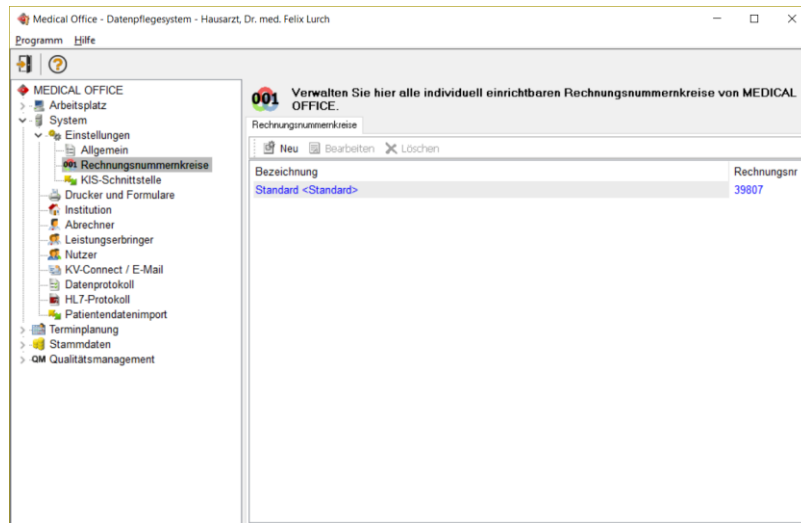 Medical Office - Datenpflegesystem - Hausarzt, Dr. med. Felix Lurch
Programm Hilfe
MEDICAL OFFICE
Arbeitsplatz
System
Einstellungen
Allgemein
001 Rechnungsnummernkreise
KIS-Schnittstelle
Drucker und Formulare
Institution
Abrechner
Leistungserbringer
Nutzer
KV-Connect / E-Mail
Datenprotokoll
HL7-Protokoll
Patientendatenimport
Terminplanung
Stammdaten
QM Qualitätsmanagement
001 Verwalten Sie hier alle individuell einrichtbaren Rechnungsnummernkreise von MEDICAL
OFFICE.
Rechnungsnummernkreise
Neu Bearbeiten Löschen
Bezeichnung Rechnungsnr
Standard <Standard> 39807